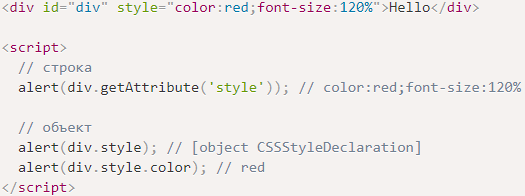 <div id="div" style="color:red;font-size:120%">Hello</div>
<script>
// строка
alert(div.getAttribute('style')); // color:red;font-size:120%
// объект
alert(div.style); // [object CSSStyleDeclaration]
alert(div.style.color); // red
</script>